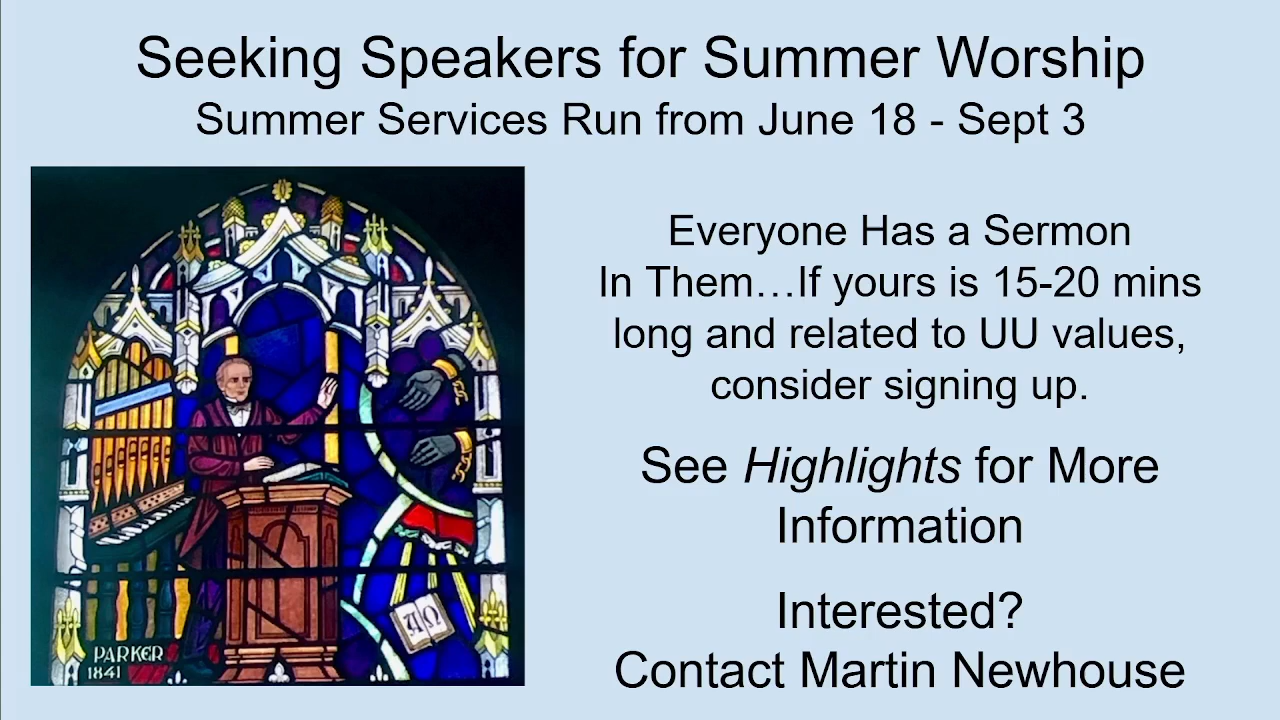 Seeking Speakers for Summer Worship
Summer Services Run from June 18 - Sept 3
Everyone Has a Sermon
In Them…If yours is 15-20 mins
long and related to UU values,
consider signing up.
See Highlights for More
Information
Interested?
Contact Martin Newhouse
PARKER
1841
A Ω